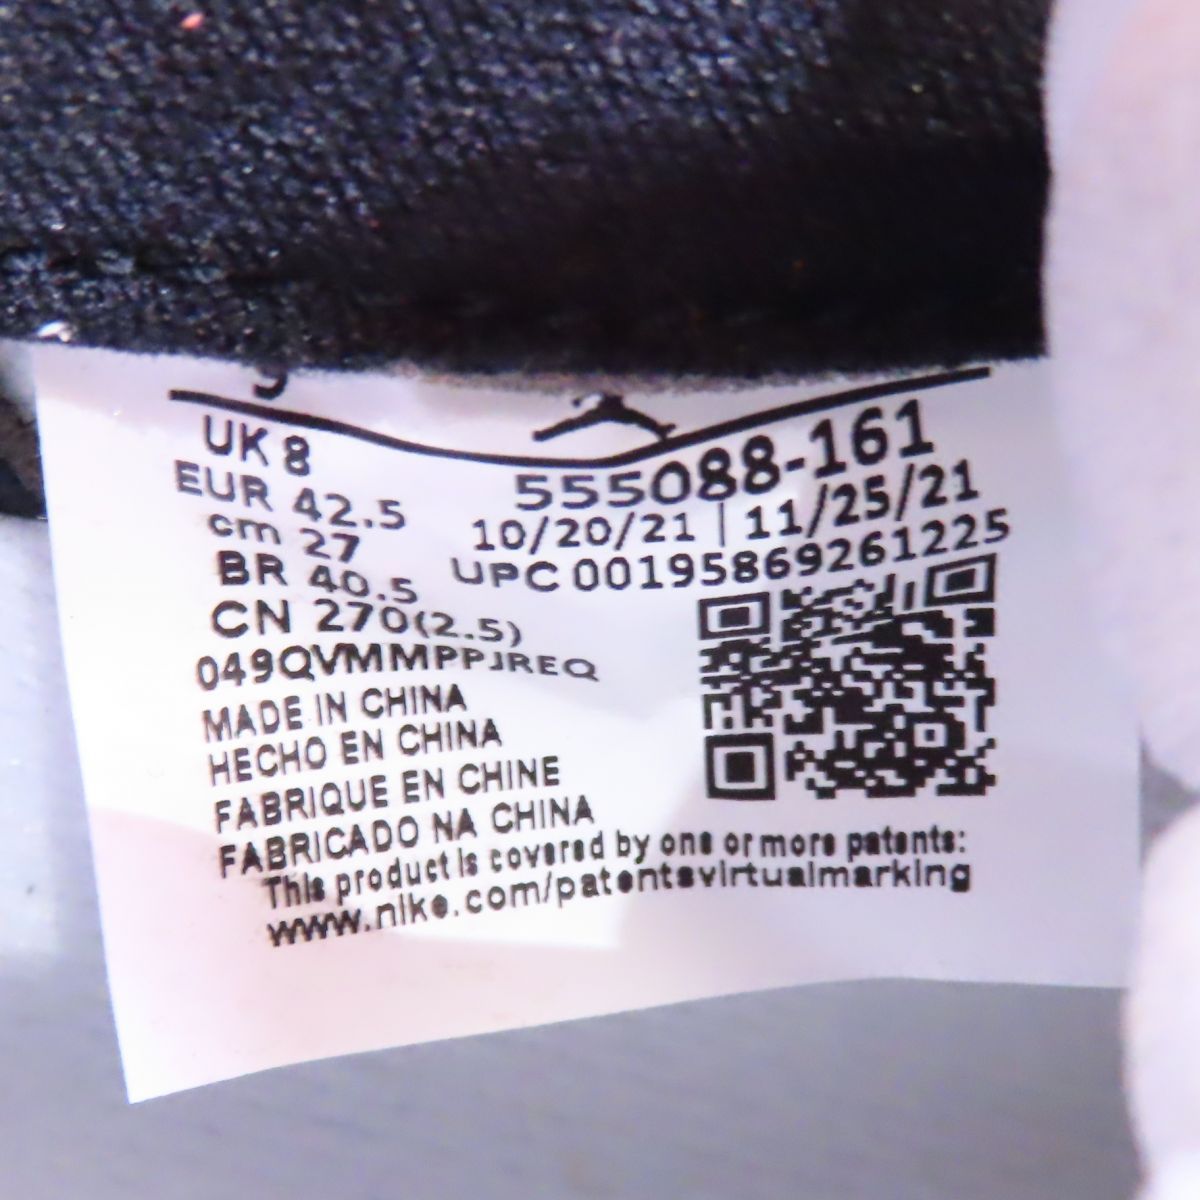 UK 8
EUR 42.5
cm 27
BR 40.5
CN 270(2.5)
555088-161
10/20/21 | 11/25/21
UPC 00195869261225
049QVMMPPJREQ
MADE IN CHINA
HECHO EN CHINA
FABRIQUE EN CHINE
FABRICADO NA CHINA
This product is covered by one or more patents:
www.nike.com/patentsvirtualmarking